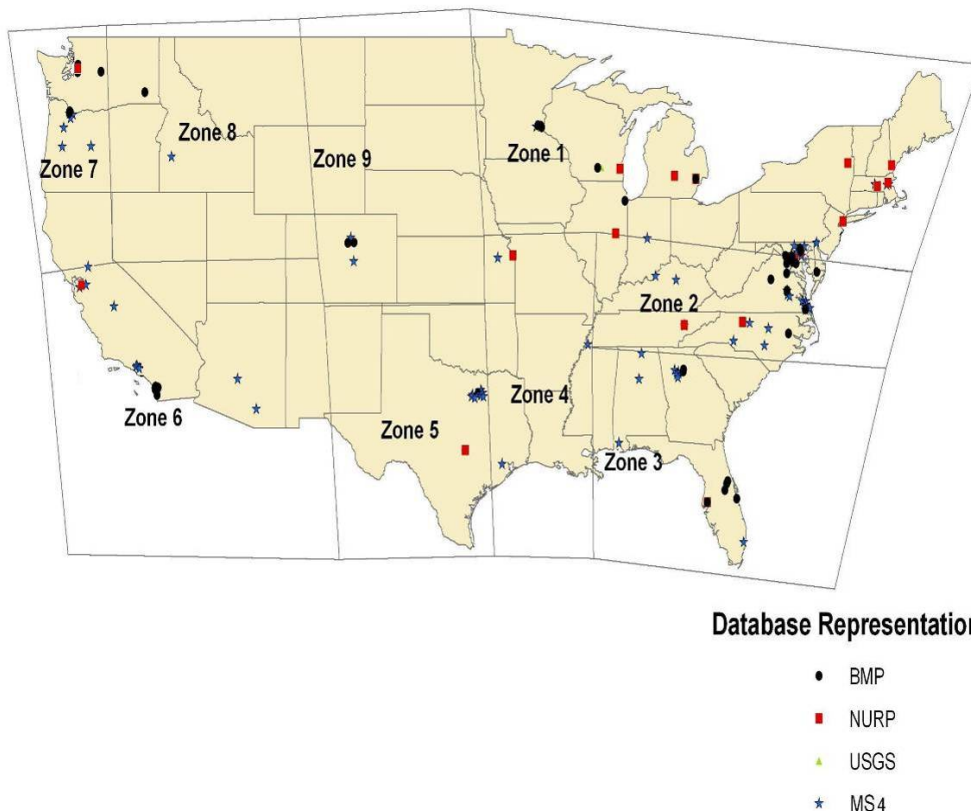 Zone 8
Zone 1
Zone 7
Zone 9
Zone 2
Zone 4
Zone 6
Zone 5
Zone 3
Database Representation
BMP
NURP
USGS
MS4